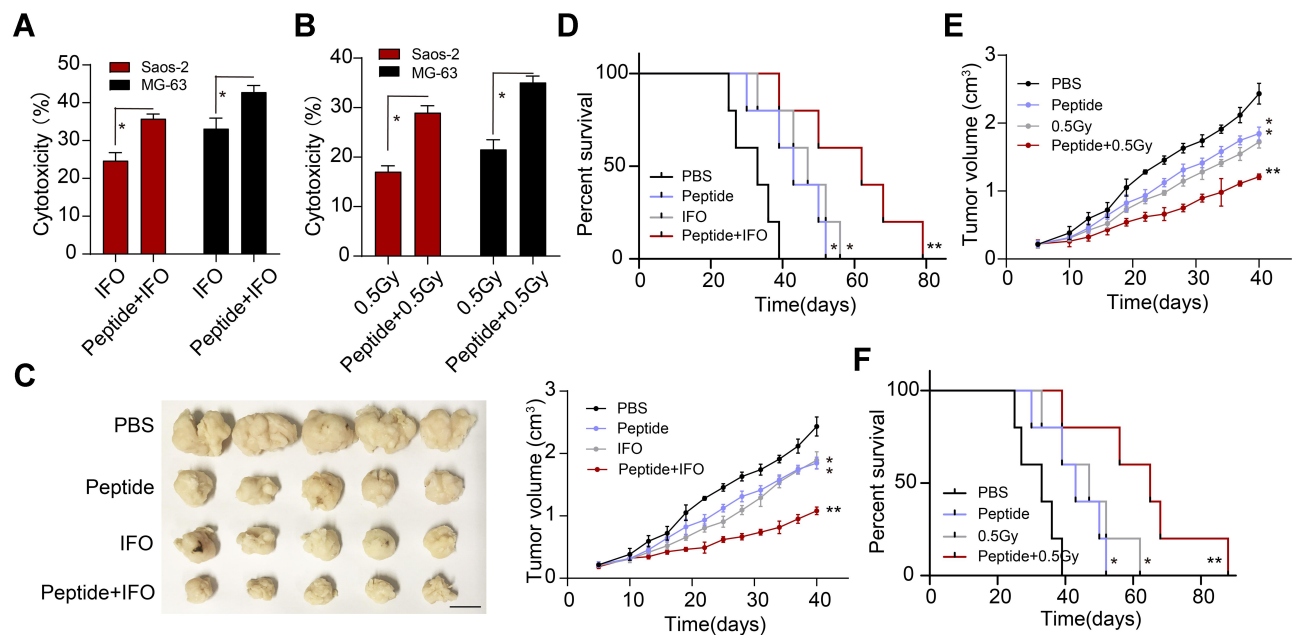 A
Cytotoxicity (%)
50
40
30
20
10
0
Saos-2
MG-63
*
*
IFO
Peptide+IFO
IFO
Peptide+IFO
B
Cytotoxicity (%)
40
30
20
10
0
Saos-2
MG-63
*
*
0.5Gy
Peptide+0.5Gy
0.5Gy
Peptide+0.5Gy
D
Percent survival
100
50
0
PBS
Peptide
IFO
Peptide+IFO
*
*
**
0
20
40
60
80
Time(days)
E
Tumor volume (cm³)
3
2
1
0
PBS
Peptide
0.5Gy
Peptide+0.5Gy
*
*
**
0
10
20
30
40
Time(days)
C
PBS
Peptide
IFO
Peptide+IFO
Tumor volume (cm³)
3
2
1
0
PBS
Peptide
IFO
Peptide+IFO
*
*
**
0
10
20
30
40
Time(days)
F
Percent survival
100
50
0
PBS
Peptide
0.5Gy
Peptide+0.5Gy
*
*
**
0
20
40
60
80
Time(days)